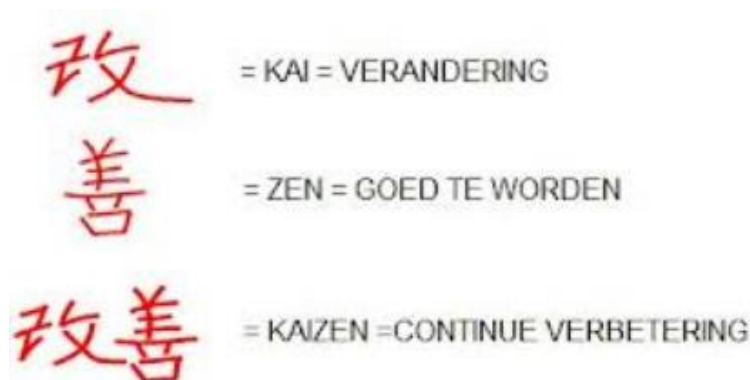 改 = KAI = VERANDERING
善 = ZEN = GOED TE WORDEN
改善 = KAIZEN =CONTINUE VERBETERING